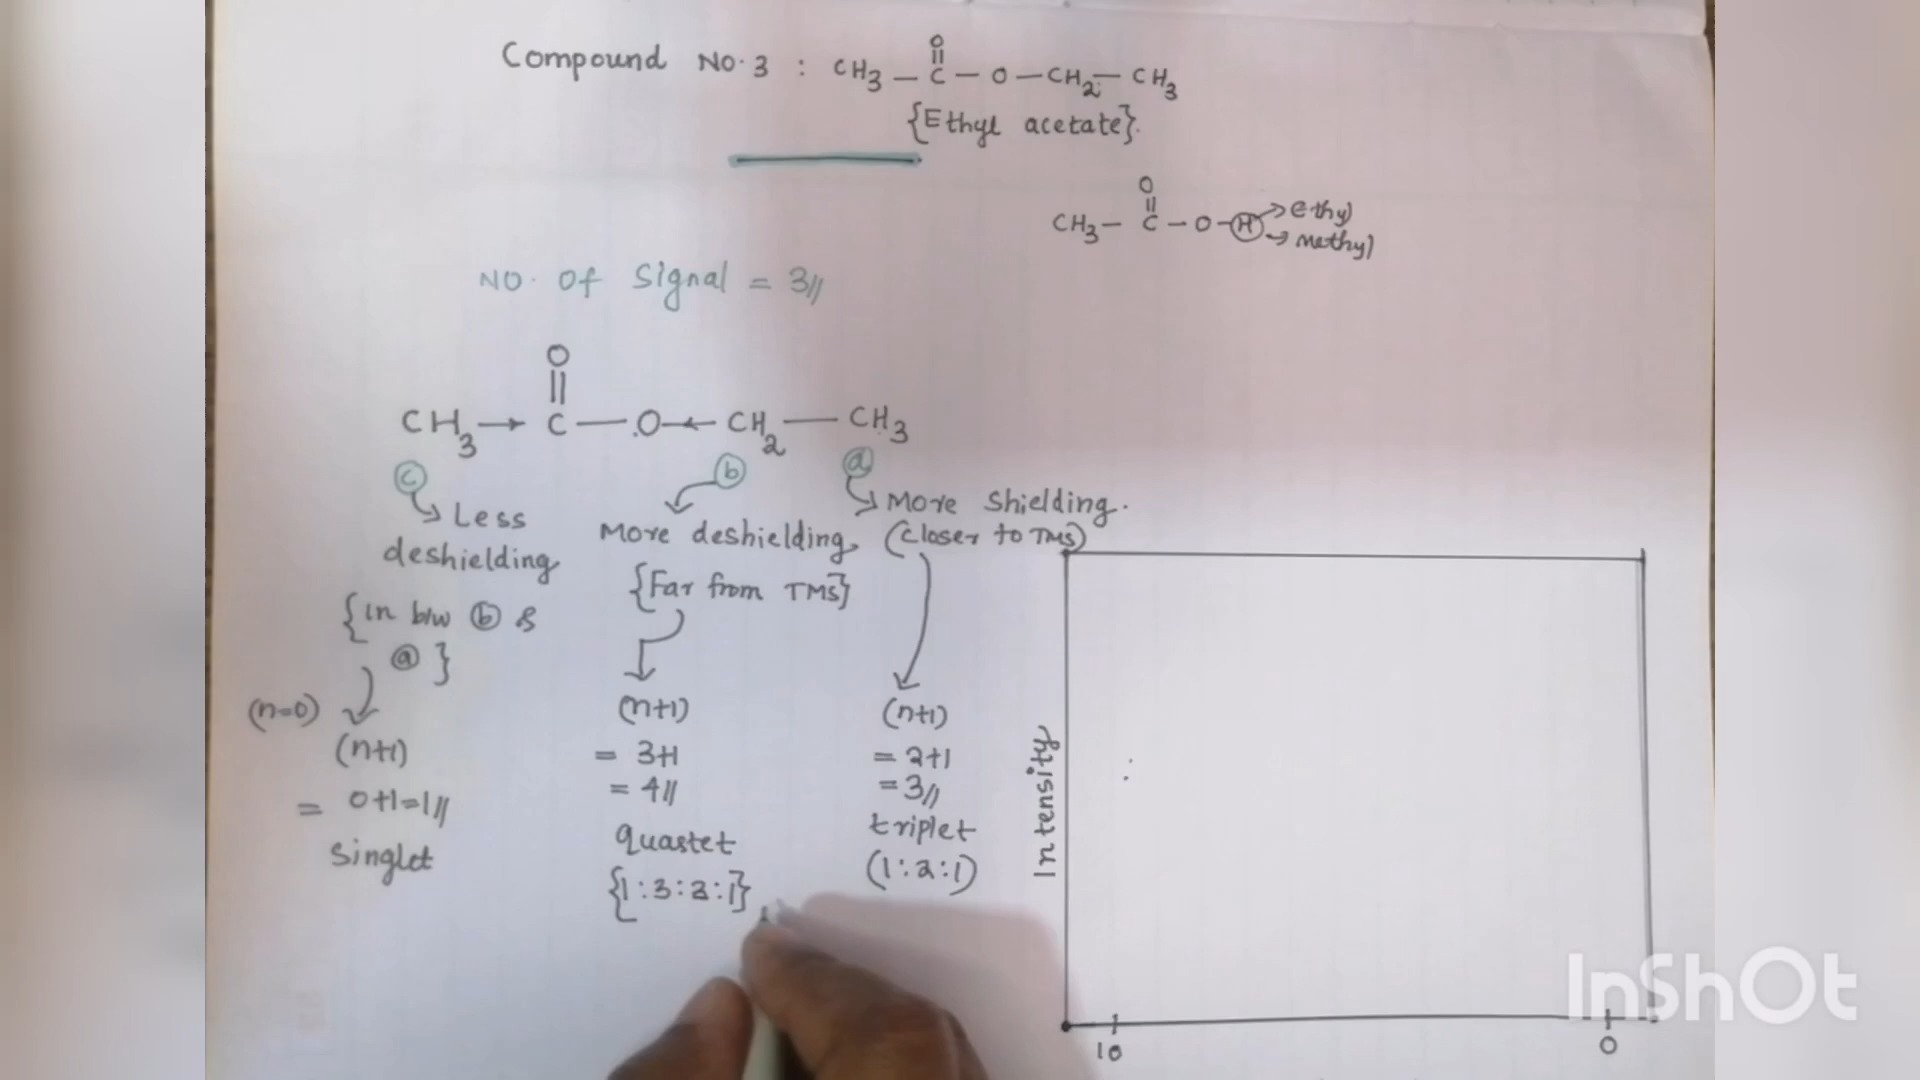 O
Compound No. 3 : CH3 — C — O — CH2 — CH3
{Ethyl acetate}.
O
CH3 — C — O — H → ethyl
→ methyl
NO. Of Signal = 3//
O
CH3 → C — O ← CH2 — CH3
c b a
Less deshielding
{in b/w b &
a}
(n=0)
(n+1)
= 0+1=1//
Singlet
More deshielding
{Far from TMS}
(n+1)
= 3+1
= 4//
quastet
{1:3:3:1}
More Shielding.
(Closer to TMS)
(n+1)
= 2+1
= 3//
triplet
(1:2:1)
Intensity
10 0
InShOt